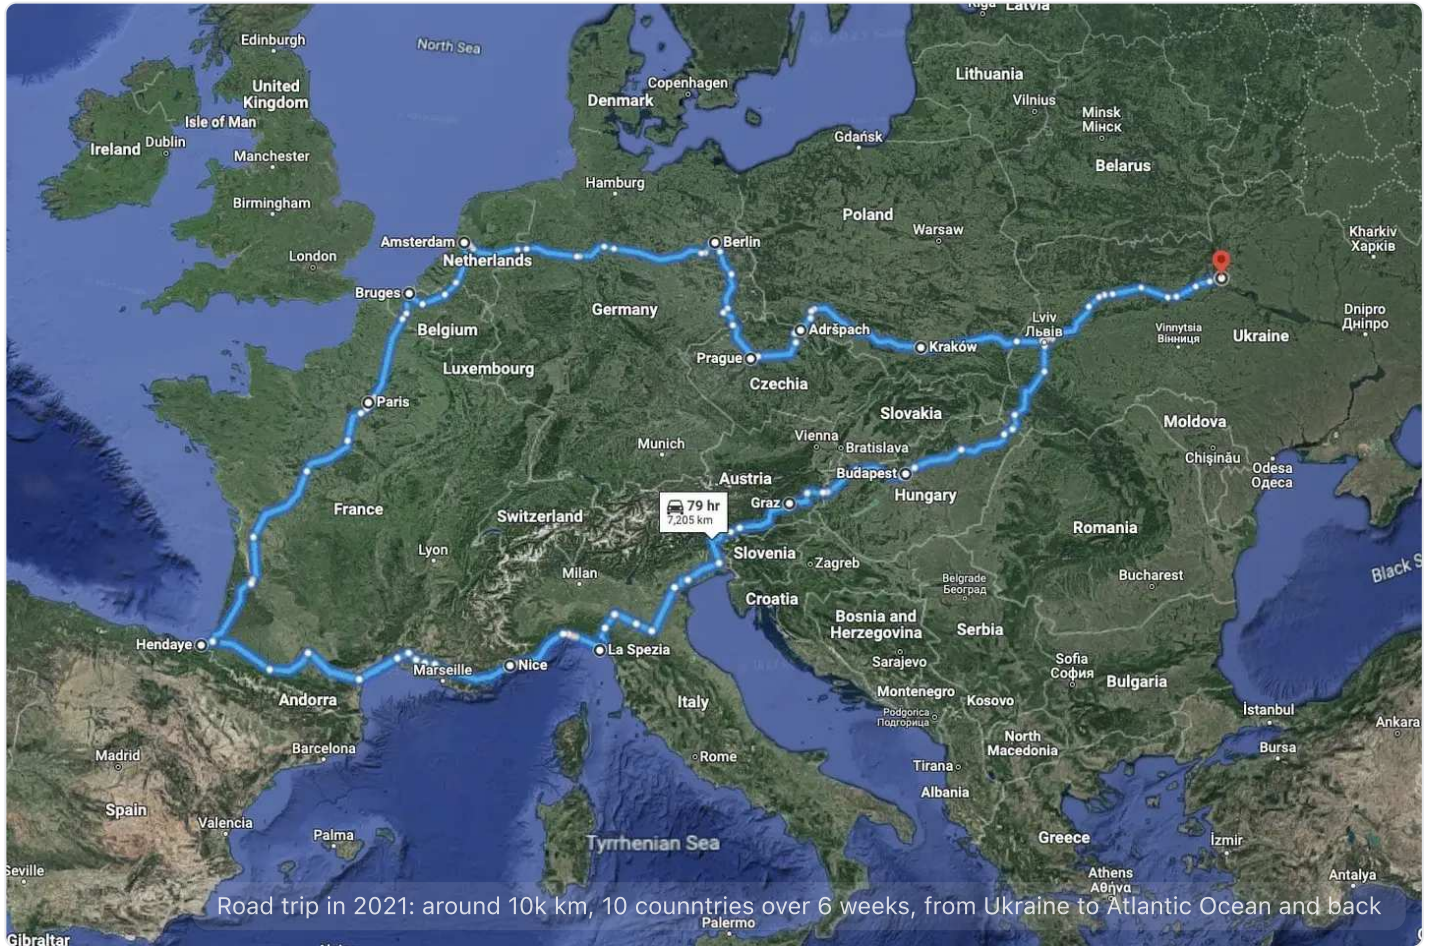 Riga
Latvia
Edinburgh
North Sea
United
Kingdom
Isle of Man
Ireland
Dublin
Manchester
Birmingham
London
Denmark
Copenhagen
Lithuania
Vilnius
Minsk
Мінск
Belarus
Gdańsk
Hamburg
Poland
Warsaw
Kharkiv
Харків
Amsterdam
Netherlands
Berlin
Bruges
Belgium
Germany
Adršpach
Lviv
Львів
Vinnytsia
Вінниця
Ukraine
Dnipro
Дніпро
Luxembourg
Prague
Czechia
Kraków
Paris
Slovakia
Moldova
Chișinău
Odesa
Одеса
Munich
Vienna
Bratislava
Austria
Budapest
Hungary
Graz
79 hr
7,205 km
France
Switzerland
Slovenia
Zagreb
Romania
Lyon
Milan
Croatia
Belgrade
Београд
Bucharest
Black S
Bosnia and
Herzegovina
Serbia
Hendaye
Marseille
Nice
La Spezia
Sarajevo
Sofia
София
Bulgaria
Andorra
Italy
Montenegro
Podgorica
Подгорица
Kosovo
İstanbul
Ankara
Madrid
Barcelona
Rome
North
Macedonia
Bursa
Tirana
Albania
Spain
Valencia
Palma
Tyrrhenian Sea
Greece
İzmir
Seville
Athens
Αθήνα
Antalya
Road trip in 2021: around 10k km, 10 counntries over 6 weeks, from Ukraine to Atlantic Ocean and back
Palermo
Gibraltar